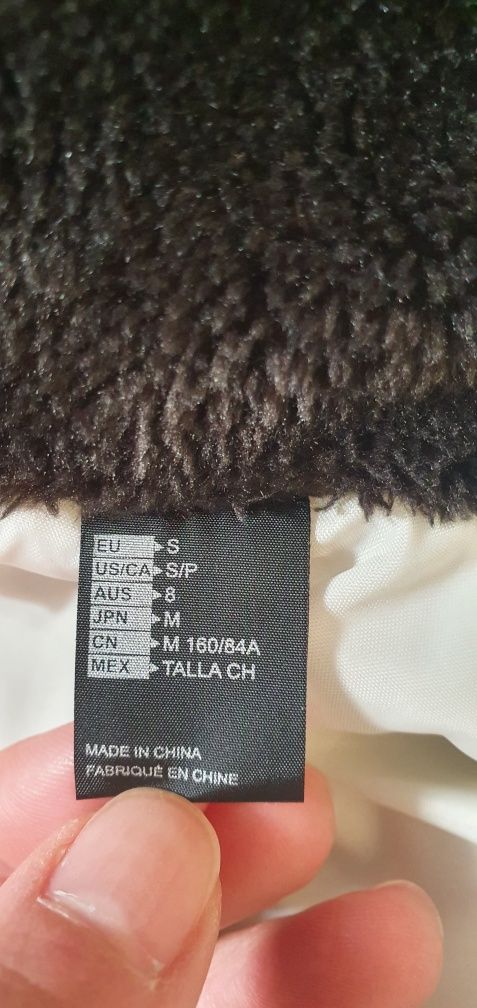 EU S
US/CA S/P
AUS 8
JPN M
CN M 160/84A
MEX TALLA CH
MADE IN CHINA
FABRIQUÉ EN CHINE